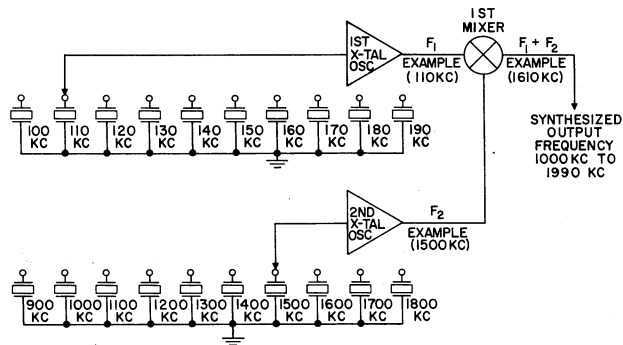 1ST
MIXER
1ST
X-TAL
OSC
F1
EXAMPLE
(110KC)
F1 + F2
EXAMPLE
(1610KC)
100 KC
110 KC
120 KC
130 KC
140 KC
150 KC
160 KC
170 KC
180 KC
190 KC
SYNTHESIZED
OUTPUT
FREQUENCY
1000KC TO
1990 KC
2ND
X-TAL
OSC
F2
EXAMPLE
(1500KC)
900 KC
1000 KC
1100 KC
1200 KC
1300 KC
1400 KC
1500 KC
1600 KC
1700 KC
1800 KC